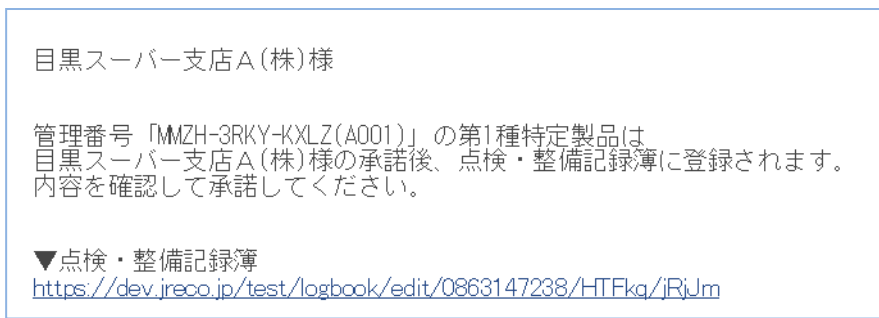 目黒スーパー支店A(株)様
管理番号「MMZH-3RKY-KXLZ(A001)」の第1種特定製品は
目黒スーパー支店A(株)様の承諾後、点検・整備記録簿に登録されます。
内容を確認して承諾してください。
▼点検・整備記録簿
https://dev.jreco.jp/test/logbook/edit/0863147238/HTFkq/jRjJm